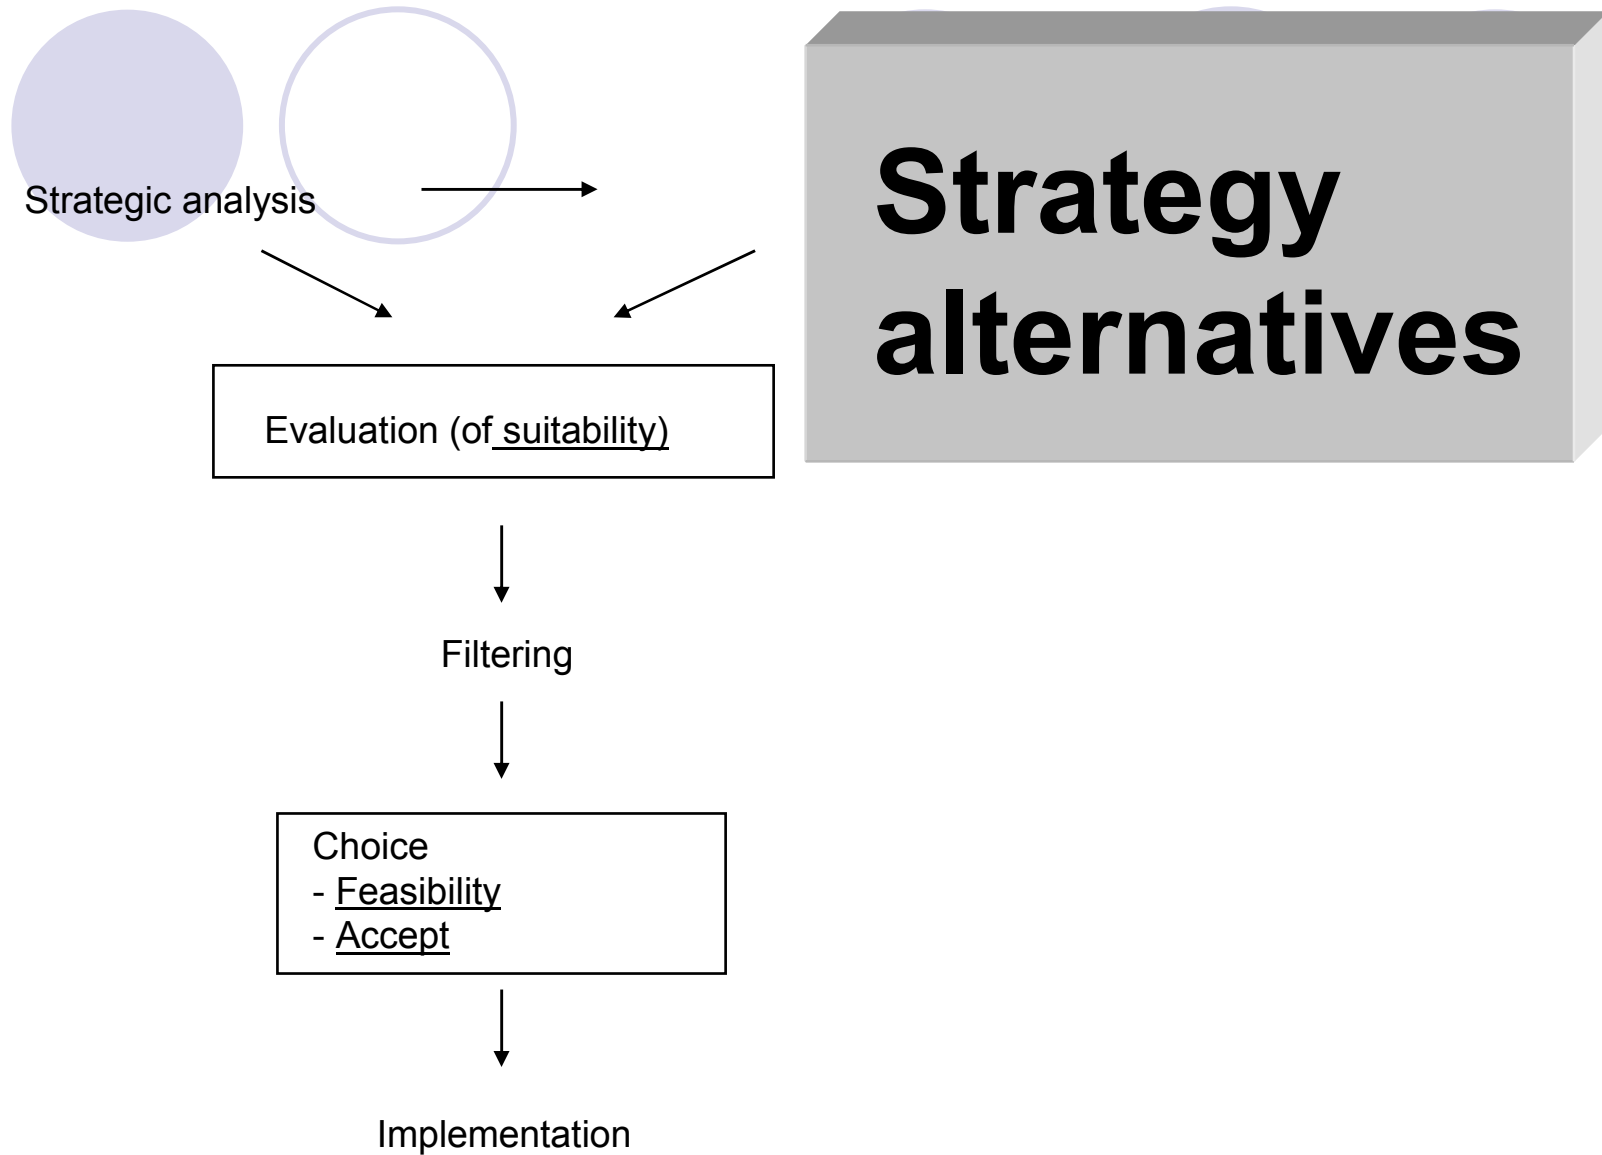 Strategic analysis
Strategy
alternatives
Evaluation (of suitability)
Filtering
Choice
- Feasibility
- Accept
Implementation